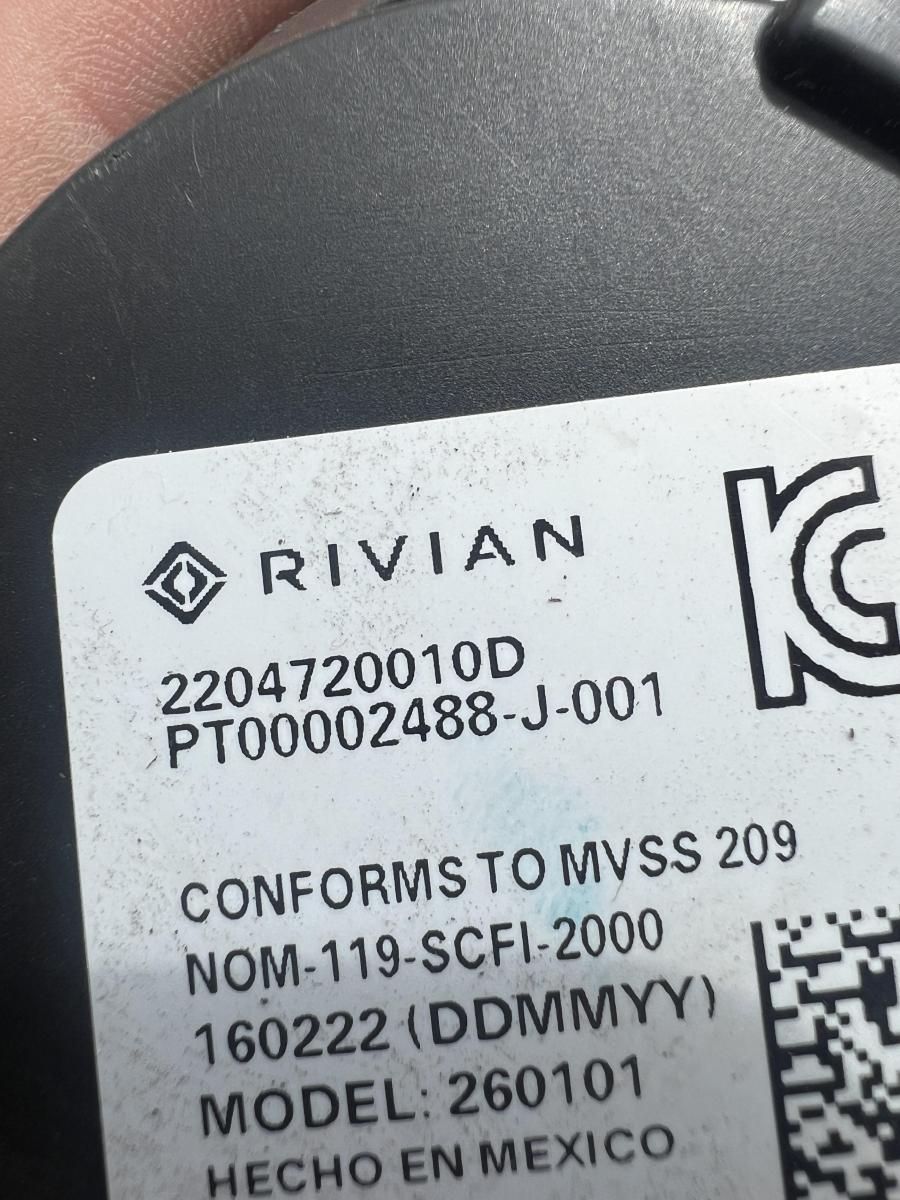 RIVIAN
2204720010D
PT00002488-J-001
CONFORMS TO MVSS 209
NOM-119-SCFI-2000
160222 (DDMMYY)
MODEL: 260101
HECHO EN MEXICO